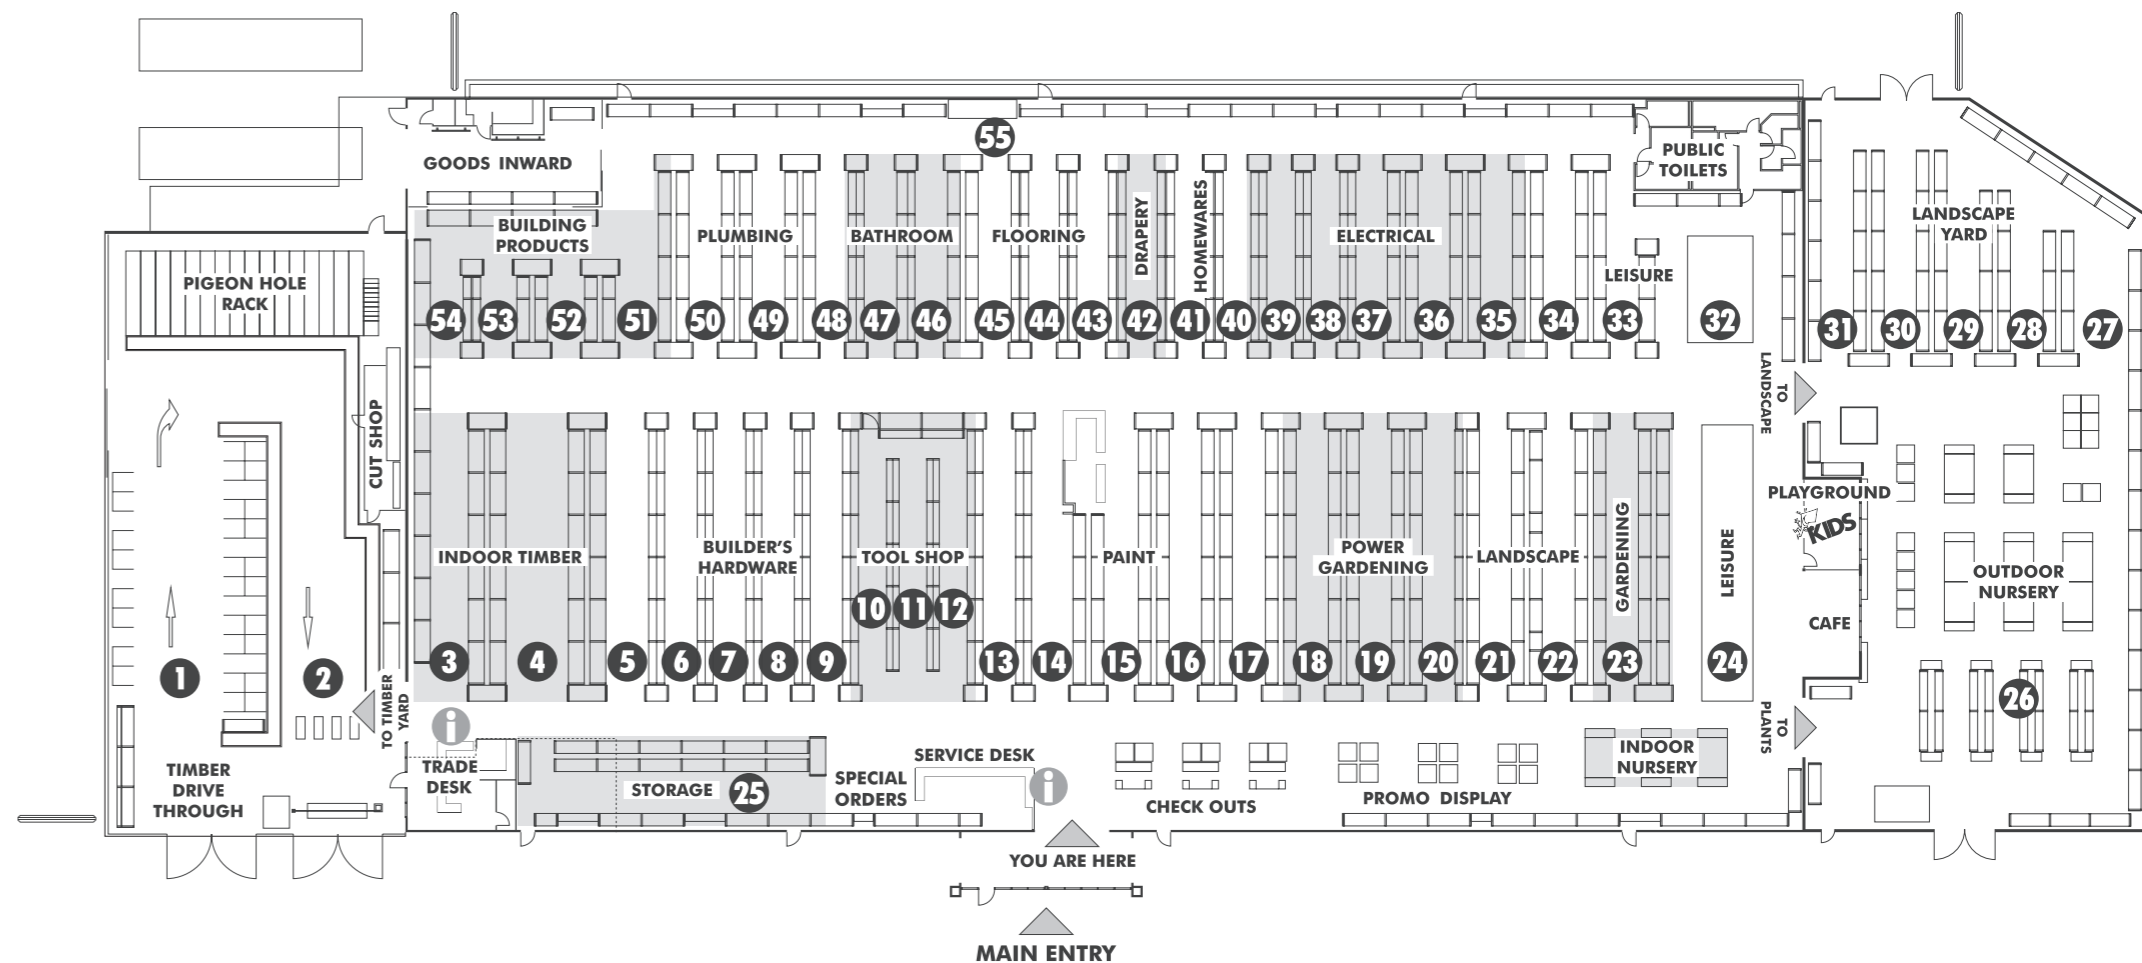 55
GOODS INWARD
PUBLIC
TOILETS
BUILDING
PRODUCTS
PLUMBING
BATHROOM
FLOORING
DRAPERY
HOMEWARES
ELECTRICAL
LEISURE
LANDSCAPE
YARD
PIGEON HOLE
RACK
54
53
52
51
50
49
48
47
46
45
44
43
42
41
40
39
38
37
36
35
34
33
32
31
30
29
28
27
TO
LANDSCAPE
CUT SHOP
PLAYGROUND
KIDS
INDOOR TIMBER
BUILDER'S
HARDWARE
TOOL SHOP
PAINT
POWER
GARDENING
LANDSCAPE
GARDENING
LEISURE
OUTDOOR
NURSERY
CAFE
10
11
12
1
2
3
4
5
6
7
8
9
13
14
15
16
17
18
19
20
21
22
23
24
26
TO TIMBER
YARD
i
TO
PLANTS
TIMBER
DRIVE
THROUGH
TRADE
DESK
STORAGE
25
SPECIAL
ORDERS
SERVICE DESK
i
CHECK OUTS
PROMO DISPLAY
INDOOR
NURSERY
YOU ARE HERE
MAIN ENTRY